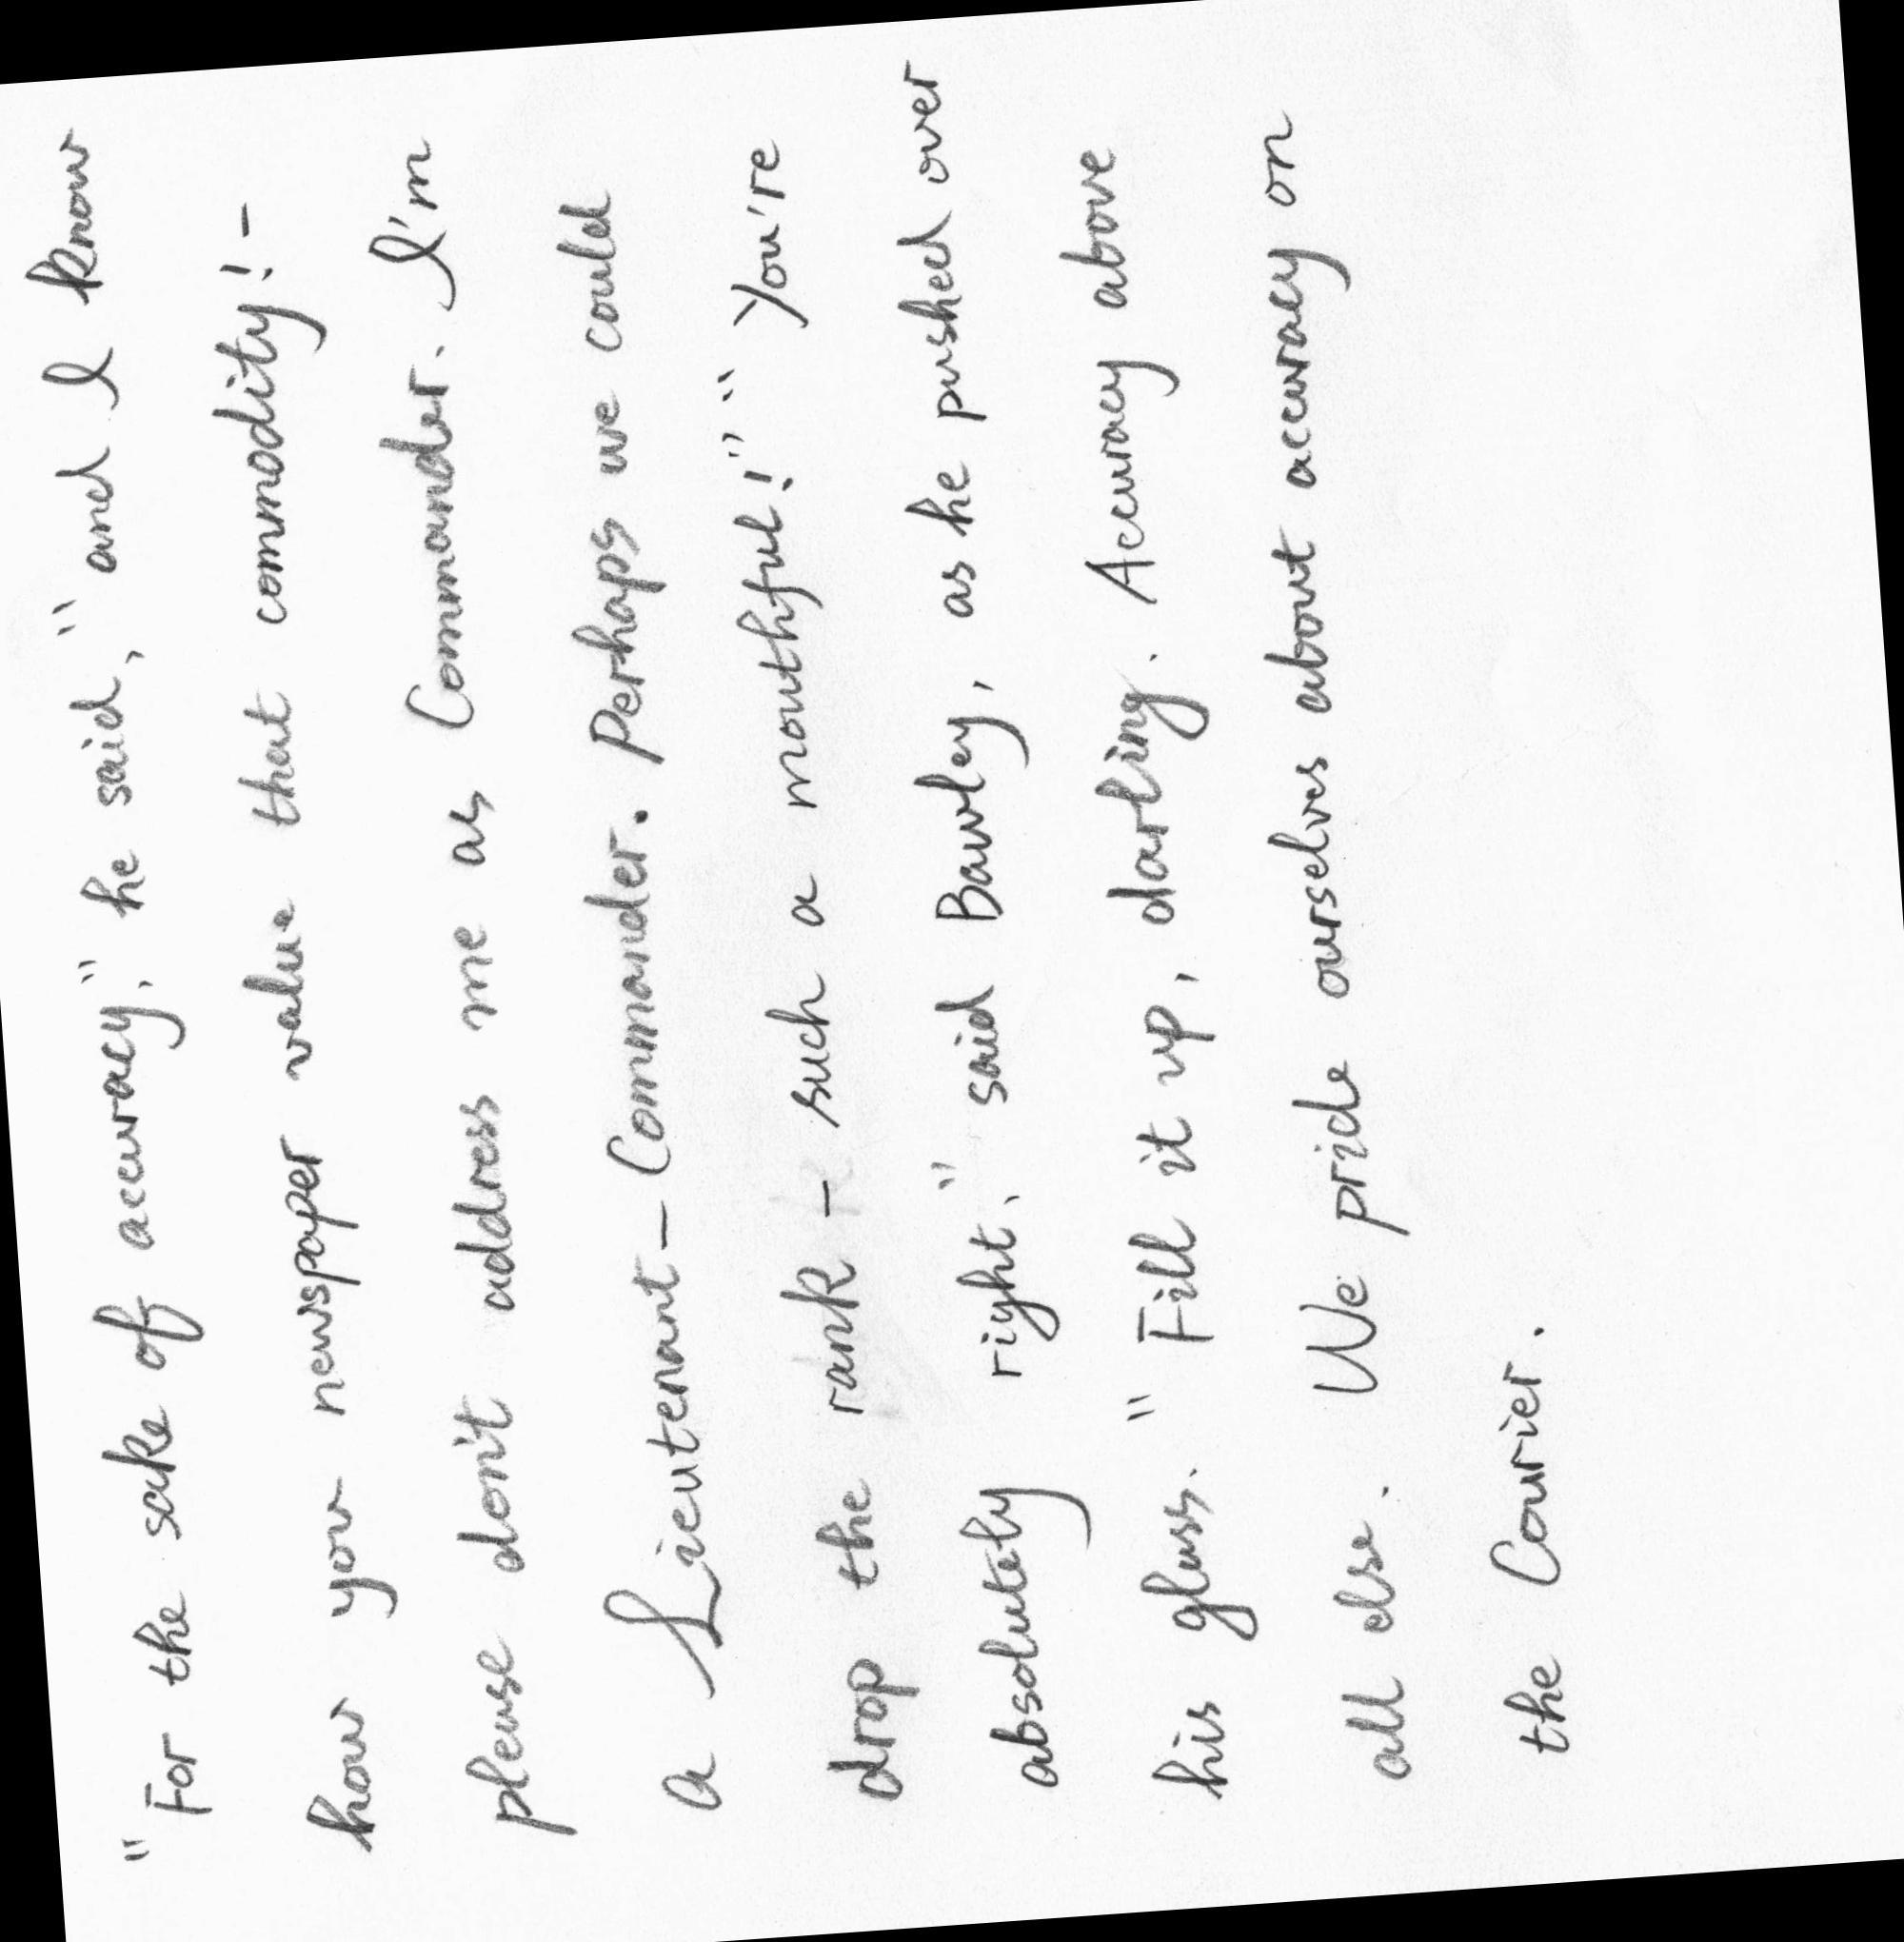 "For the sake of accuracy," he said, "and I know
how you newspaper value that commodity! -
please don't address me as Commander. I'm
a Lieutenant-Commander. Perhaps we could
drop the rank - such a mouthful!", "You're
absolutely right," said Bawley, as he pushed over
his glass. "Fill it up, darling. Accuracy above
all else. We pride ourselves about accuracy on
the Courier.